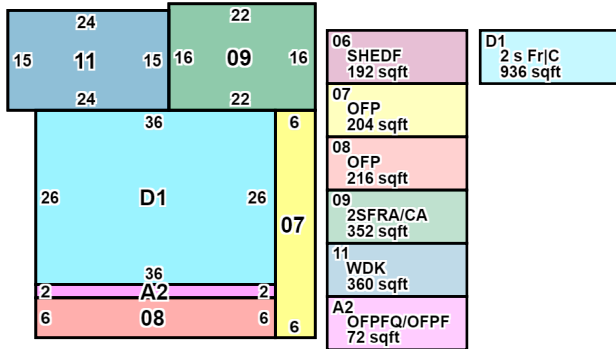 24
22
15 11 15
16 09 16
24
22
36
6
26 D1 26
07
36
2 A2 2
6 08 6
6
06
SHEDF
192 sqft
07
OFP
204 sqft
08
OFP
216 sqft
09
2SFRA/CA
352 sqft
11
WDK
360 sqft
A2
OFPFQ/OFPF
72 sqft
D1
2 s Fr|C
936 sqft